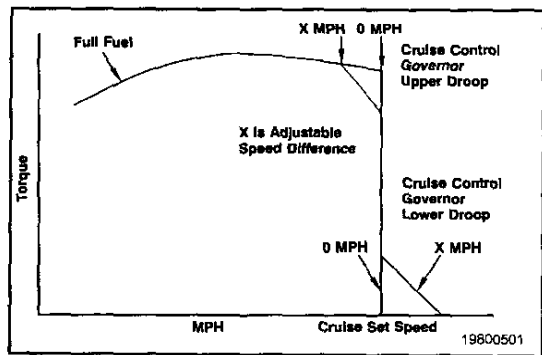 X MPH 0 MPH
Full Fuel
Cruise Control
Governor
Upper Droop
X Is Adjustable
Speed Difference
Torque
Cruise Control
Governor
Lower Droop
0 MPH
X MPH
MPH
Cruise Set Speed
19800501